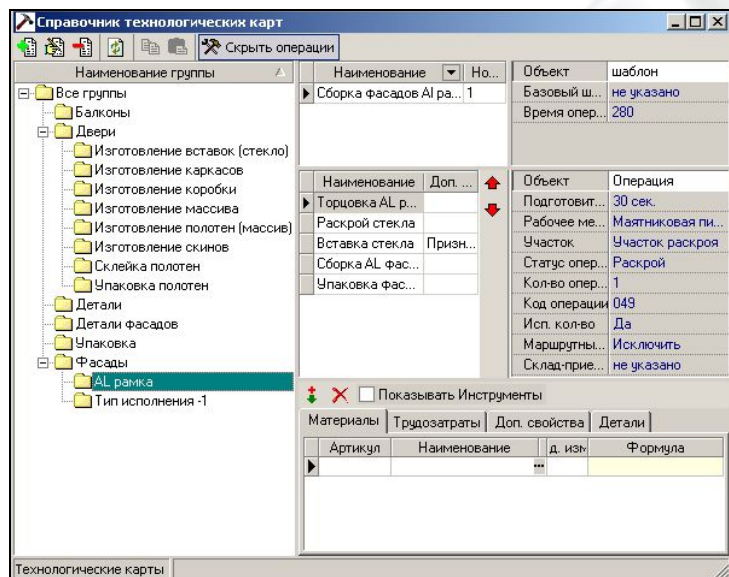 Справочник технологических карт
Скрыть операции
Наименование группы
Все группы
Балконы
Двери
Изготовление вставок (стекло)
Изготовление каркасов
Изготовление коробки
Изготовление массива
Изготовление полотен (массив)
Изготовление скинов
Склейка полотен
Упаковка полотен
Детали
Детали фасадов
Упаковка
Фасады
AL рамка
Тип исполнения -1
Наименование Но...
Сборка фасадов Al ра... 1
Объект шаблон
Базовый ш... не указано
Время опер... 280
Наименование Доп. ...
Торцовка AL р...
Раскрой стекла
Вставка стекла Призн...
Сборка AL фас...
Упаковка фас...
Объект Операция
Подготовит... 30 сек.
Рабочее ме... Маятниковая пи...
Участок Участок раскроя
Статус опер... Раскрой
Кол-во опер... 1
Код операции 049
Исп. кол-во Да
Маршрутны... Исключить
Склад-прие... не указано
Показывать Инструменты
Материалы Трудозатраты Доп. свойства Детали
Артикул Наименование д. изм Формула
Технологические карты